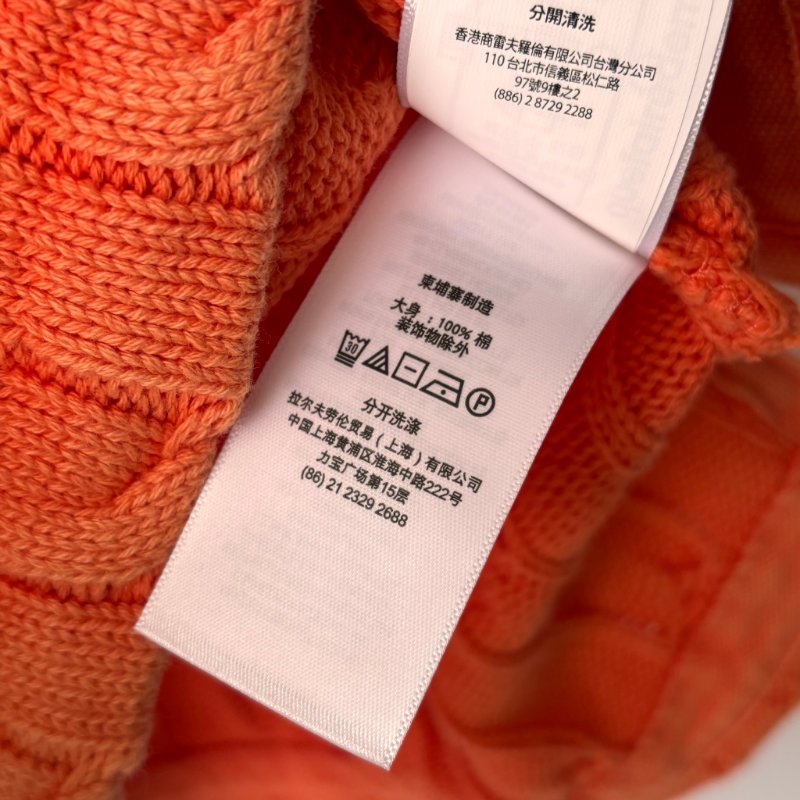 分開清洗
香港商雷夫羅倫有限公司台灣分公司
110 台北市信義區松仁路
97號9樓之2
(886) 2 8729 2288
柬埔寨制造
大身：100% 棉
装饰物除外
30 P
分开洗涤
拉尔夫劳伦贸易（上海）有限公司
中国上海黄浦区淮海中路222号
力宝广场第15层
(86) 21 2329 2688